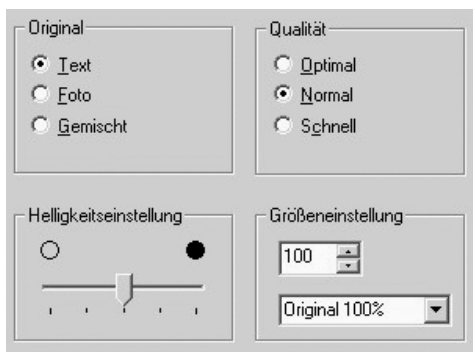 Original
Text
Foto
Gemischt
Qualität
Optimal
Normal
Schnell
Helligkeitseinstellung
Größeneinstellung
100
Original 100%